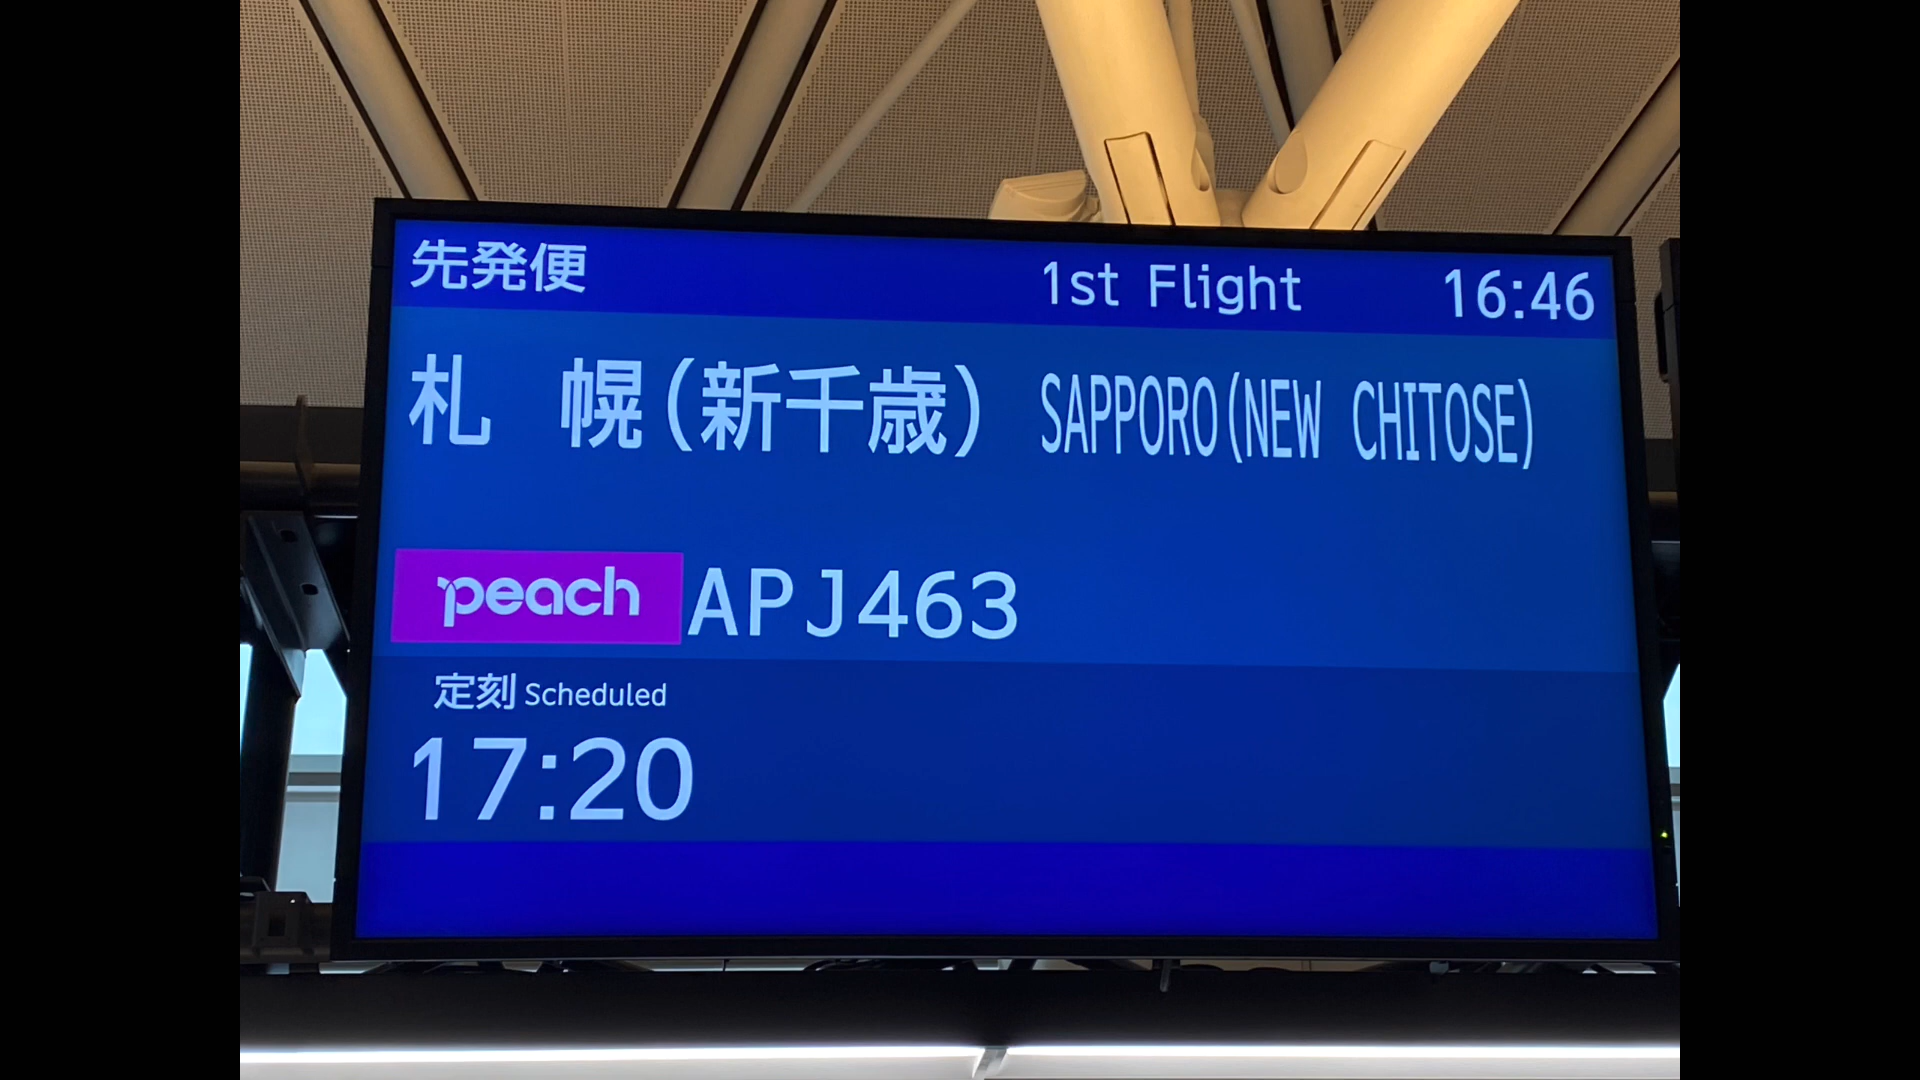 先発便 1st Flight 16:46
札 幌(新千歳) SAPPORO(NEW CHITOSE)
peach APJ463
定刻 Scheduled
17:20